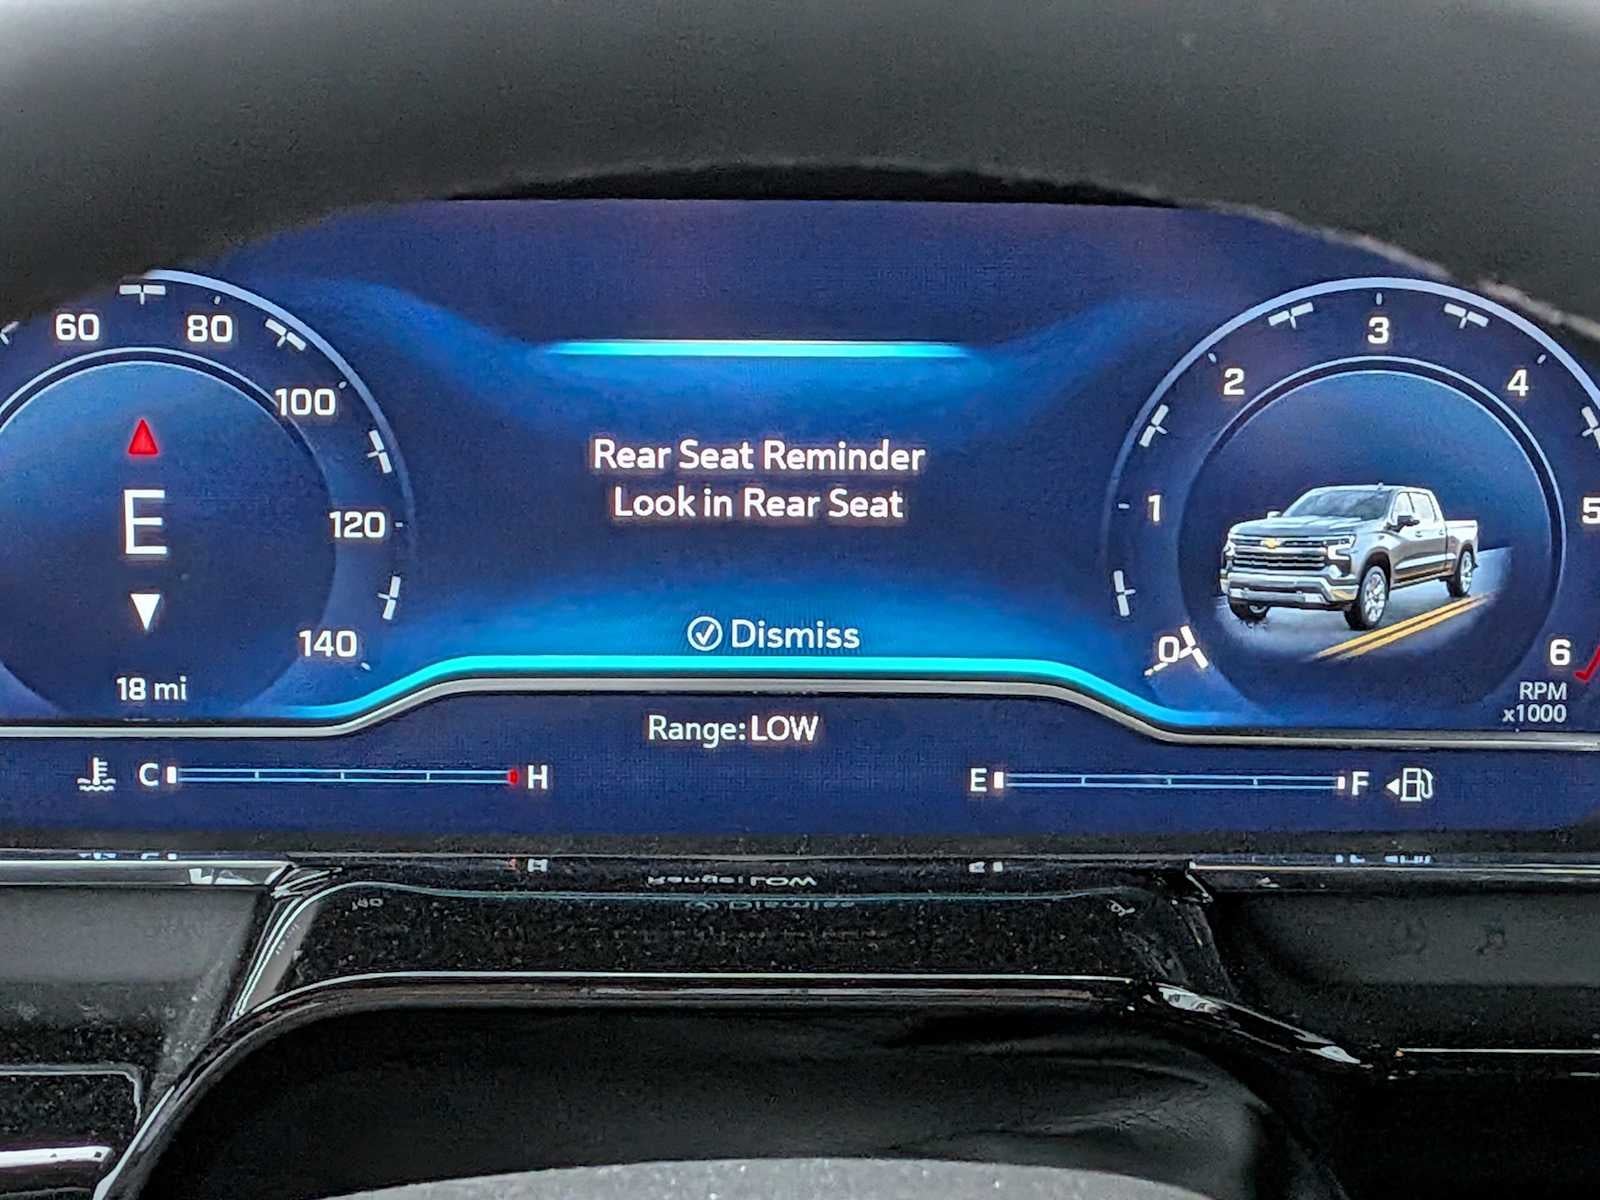 60
80
100
120
140
E
18 mi
Rear Seat Reminder
Look in Rear Seat
Dismiss
0
1
2
3
4
5
6
RPM
x1000
Range: LOW
C
H
E
F